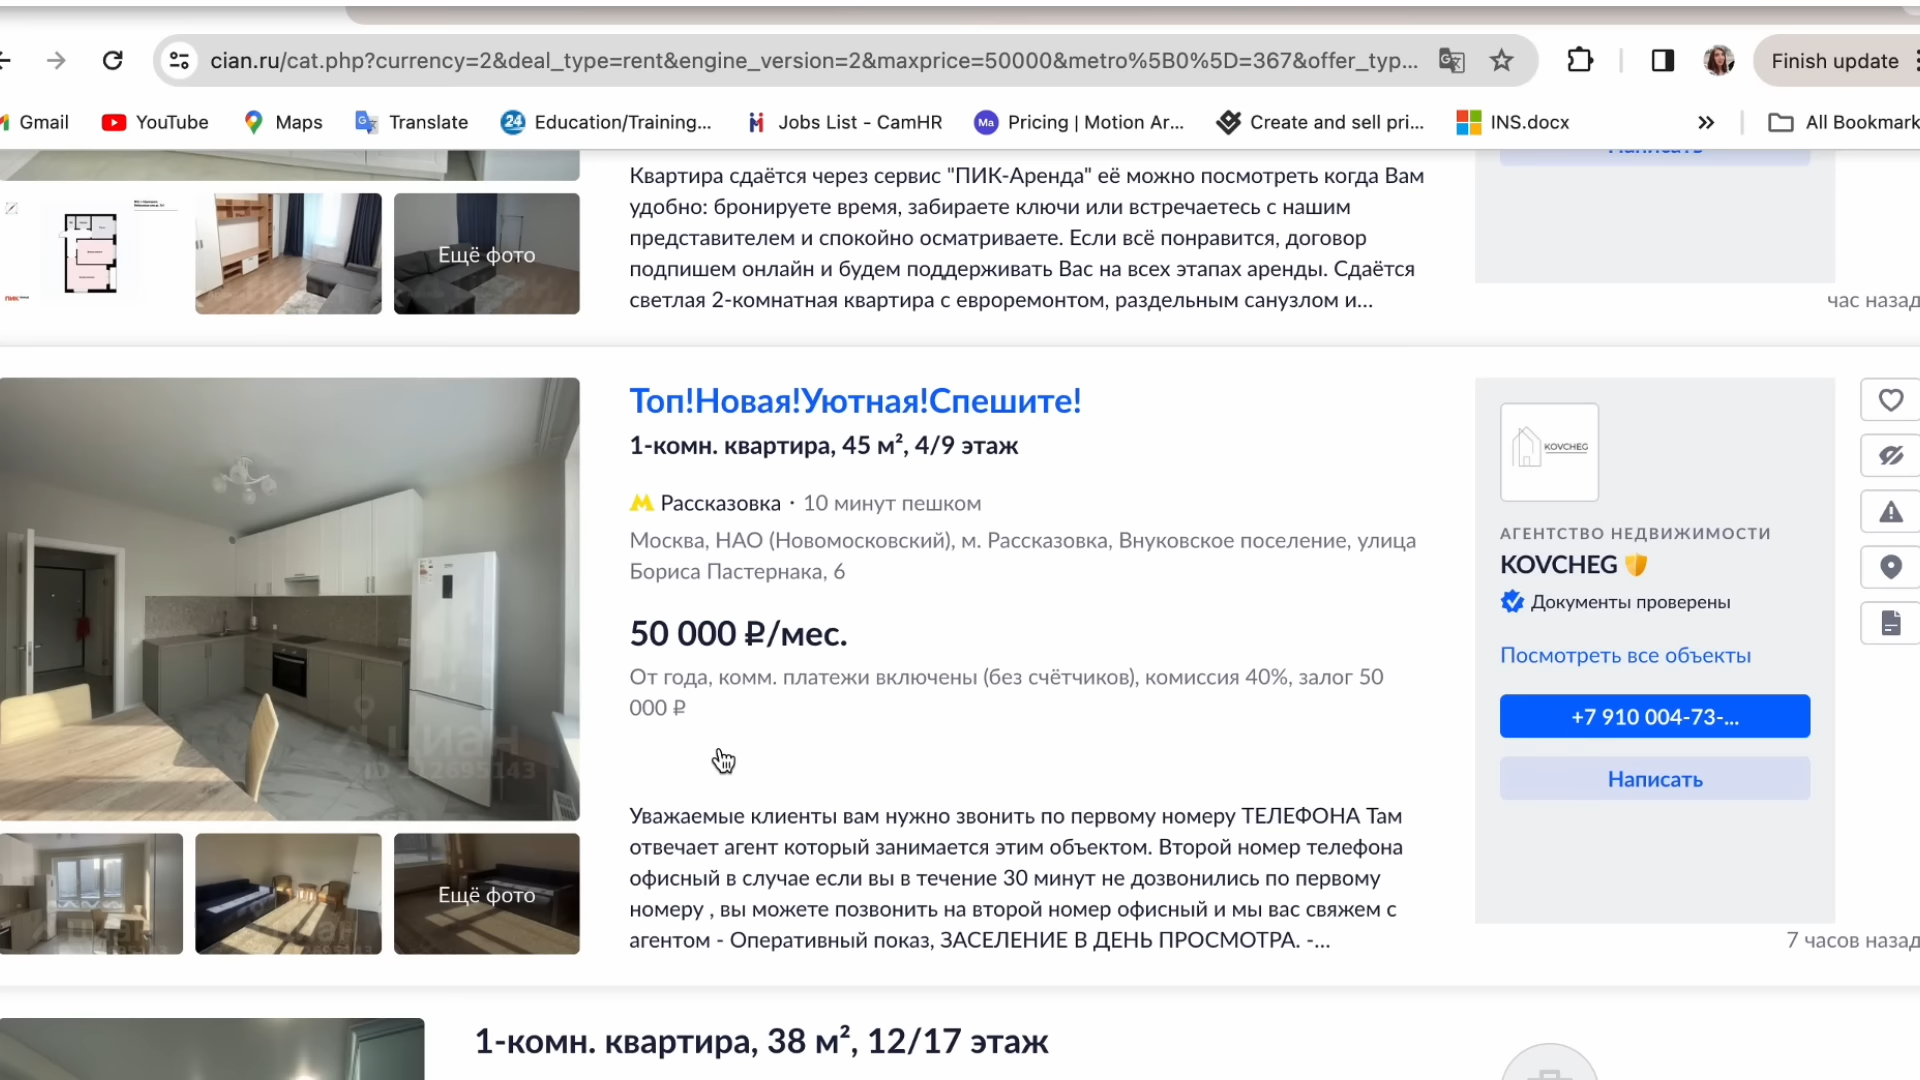 cian.ru/cat.php?currency=2&deal_type=rent&engine_version=2&maxprice=50000&metro%5B0%5D=367&offer_typ...
Finish update
Gmail
YouTube
Maps
Translate
Education/Training...
Jobs List - CamHR
Pricing | Motion Ar...
Create and sell pri...
INS.docx
All Bookmark
Квартира сдаётся через сервис "ПИК-Аренда" её можно посмотреть когда Вам
удобно: бронируете время, забираете ключи или встречаетесь с нашим
представителем и спокойно осматриваете. Если всё понравится, договор
подпишем онлайн и будем поддерживать Вас на всех этапах аренды. Сдаётся
светлая 2-комнатная квартира с евроремонтом, раздельным санузлом и...
Ещё фото
час назад
Топ!Новая!Уютная!Спешите!
1-комн. квартира, 45 м², 4/9 этаж
Рассказовка · 10 минут пешком
Москва, НАО (Новомосковский), м. Рассказовка, Внуковское поселение, улица
Бориса Пастернака, 6
50 000 ₽/мес.
От года, комм. платежи включены (без счётчиков), комиссия 40%, залог 50
000 ₽
Уважаемые клиенты вам нужно звонить по первому номеру ТЕЛЕФОНА Там
отвечает агент который занимается этим объектом. Второй номер телефона
офисный в случае если вы в течение 30 минут не дозвонились по первому
номеру , вы можете позвонить на второй номер офисный и мы вас свяжем с
агентом - Оперативный показ, ЗАСЕЛЕНИЕ В ДЕНЬ ПРОСМОТРА. -...
Ещё фото
KOVCHEG
АГЕНТСТВО НЕДВИЖИМОСТИ
KOVCHEG
Документы проверены
Посмотреть все объекты
+7 910 004-73-...
Написать
7 часов назад
1-комн. квартира, 38 м², 12/17 этаж